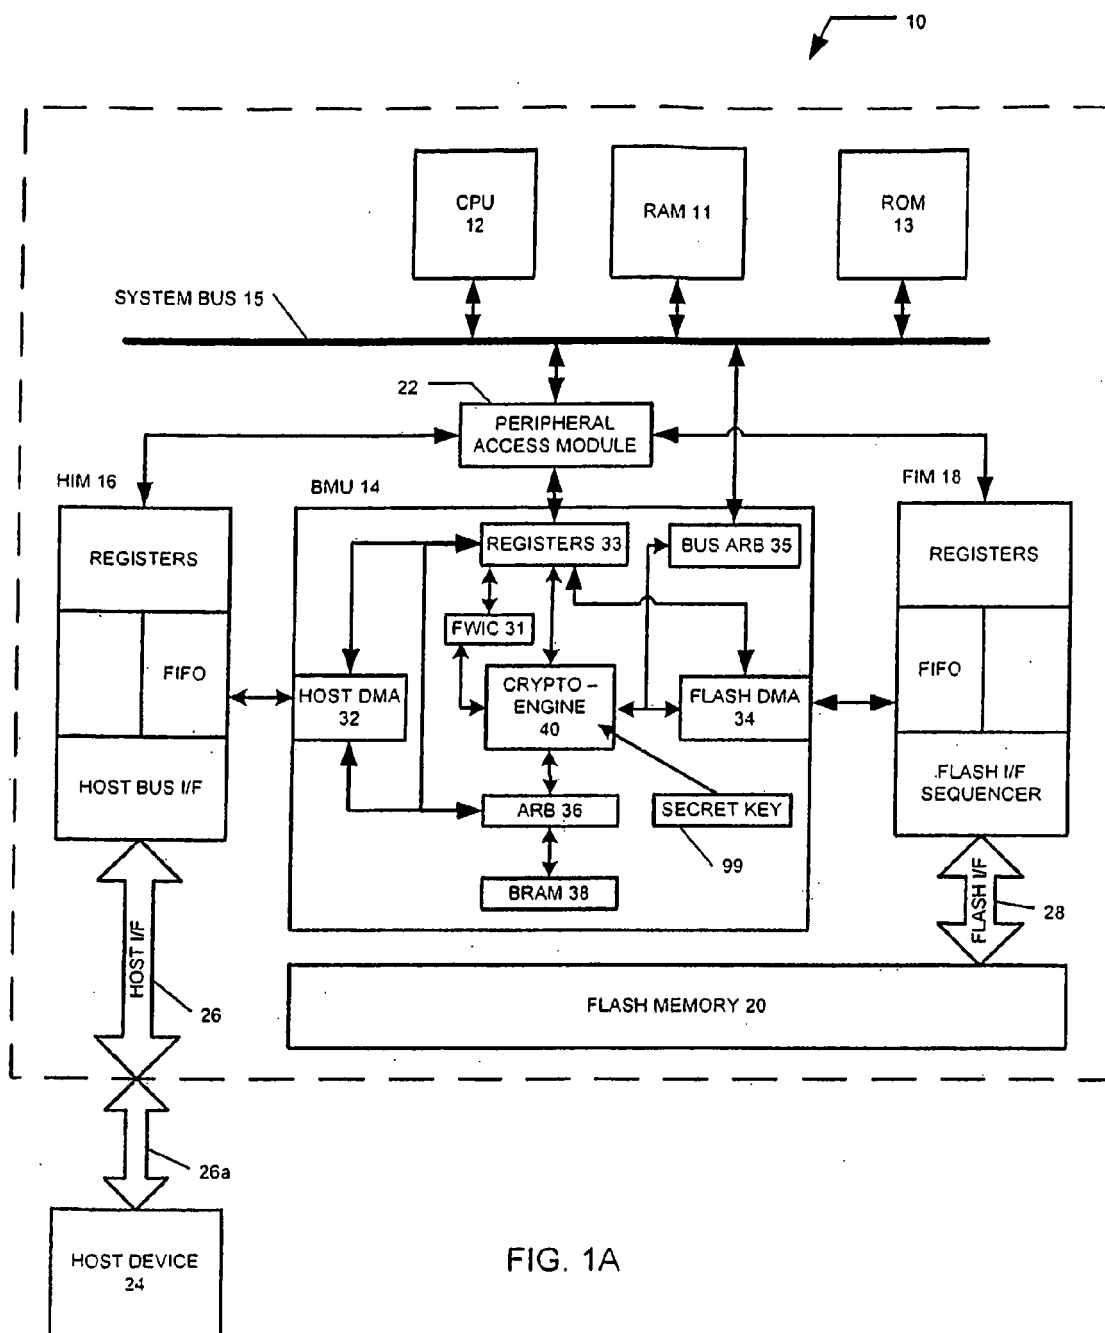 10
CPU
12
RAM 11
ROM
13
SYSTEM BUS 15
22
PERIPHERAL
ACCESS MODULE
HIM 16
BMU 14
FIM 18
REGISTERS
REGISTERS 33
BUS ARB 35
REGISTERS
FWIC 31
FIFO
FIFO
HOST DMA
32
CRYPTO –
ENGINE
40
FLASH DMA
34
HOST BUS I/F
ARB 36
SECRET KEY
FLASH I/F
SEQUENCER
99
BRAM 38
HOST I/F
26
FLASH I/F
28
FLASH MEMORY 20
26a
HOST DEVICE
24
FIG. 1A